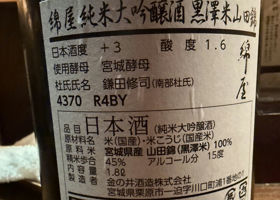 綿屋 純米大吟醸酒 黒澤米山田錦
日本酒度 +3 酸度 1.6
使用酵母 宮城酵母
杜氏氏名 鎌田修司(南部杜氏)
4370 R4BY
綿屋
日本酒 (純米大吟醸酒)
原材料名 米(国産)・米こうじ(国産米)
原料米 宮城県産 山田錦(黒澤米)100%
精米歩合 45% アルコール分 15度
内容量 1.8ℓ
製造者 金の井酒造株式会社
宮城県栗原市一迫字川口町浦1番地